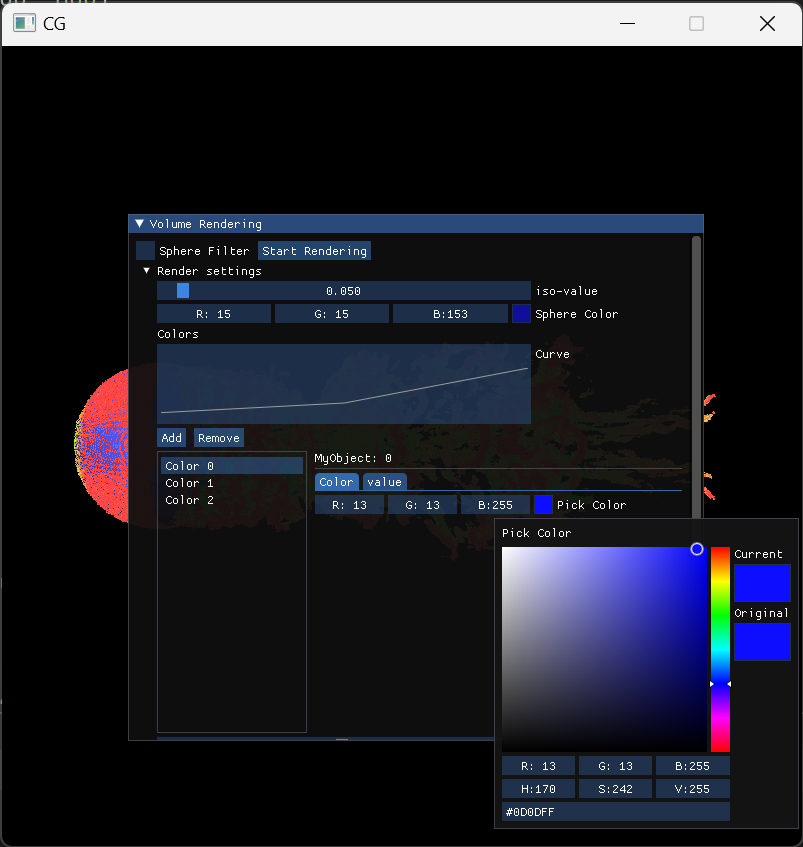 CG
Volume Rendering
Sphere Filter Start Rendering
Render settings
0.050 iso-value
R: 15 G: 15 B:153 Sphere Color
Colors
Curve
Add Remove
MyObject: 0
Color 0
Color 1
Color 2
Color value
R: 13 G: 13 B:255 Pick Color
Pick Color
Current
Original
R: 13 G: 13 B:255
H:170 S:242 V:255
#0D0DFF